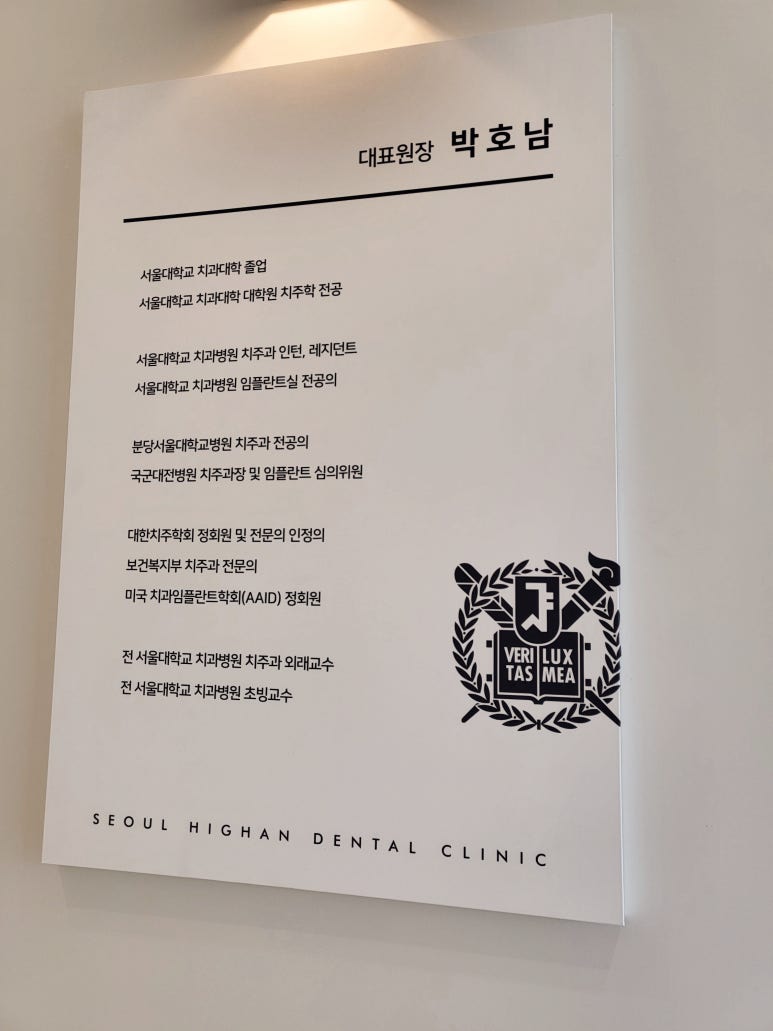 대표원장 박호남
서울대학교 치과대학 졸업
서울대학교 치과대학 대학원 치주학 전공
서울대학교 치과병원 치주과 인턴, 레지던트
서울대학교 치과병원 임플란트실 전공의
분당서울대학교병원 치주과 전공의
국군대전병원 치주과장 및 임플란트 심의위원
대한치주학회 정회원 및 전문의 인정의
보건복지부 치주과 전문의
미국 치과임플란트학회(AAID) 정회원
전 서울대학교 치과병원 치주과 외래교수
전 서울대학교 치과병원 초빙교수
VERI LUX
TAS MEA
SEOUL HIGHAN DENTAL CLINIC